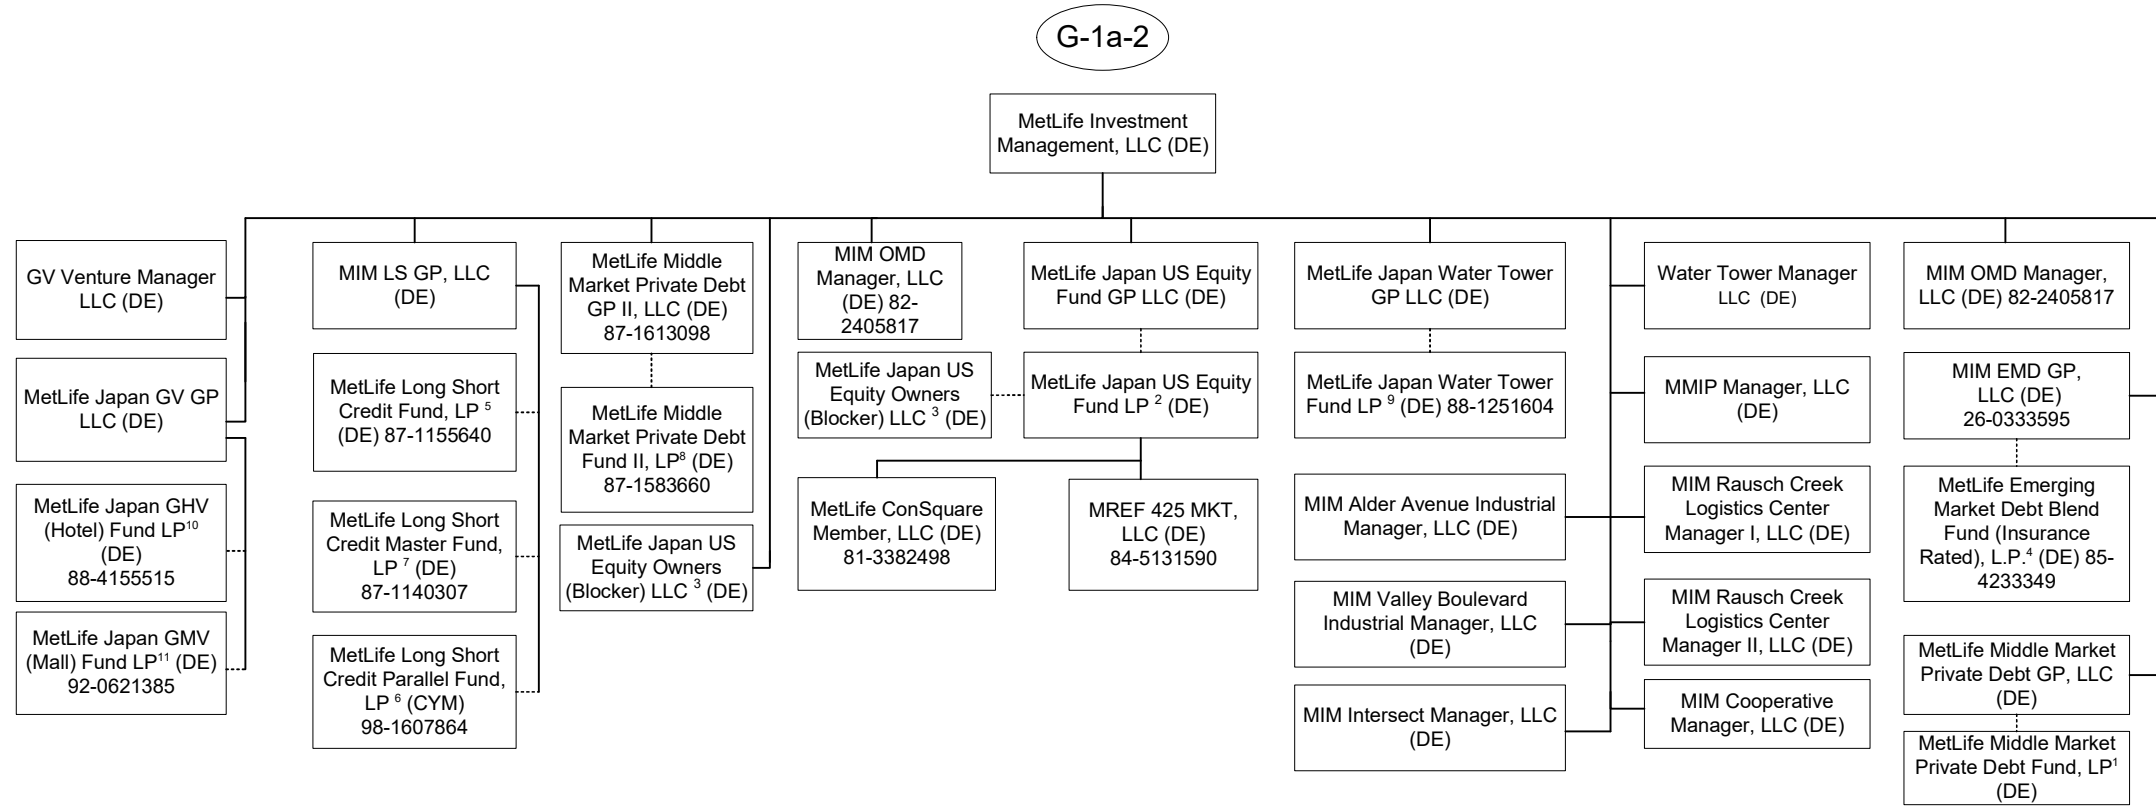 G-1a-2
MetLife Investment
Management, LLC (DE)
GV Venture Manager
LLC (DE)
MetLife Japan GV GP
LLC (DE)
MetLife Japan GHV
(Hotel) Fund LP10
(DE)
88-4155515
MetLife Japan GMV
(Mall) Fund LP11 (DE)
92-0621385
MIM LS GP, LLC
(DE)
MetLife Long Short
Credit Fund, LP 5
(DE) 87-1155640
MetLife Long Short
Credit Master Fund,
LP 7 (DE)
87-1140307
MetLife Long Short
Credit Parallel Fund,
LP 6 (CYM)
98-1607864
MetLife Middle
Market Private Debt
GP II, LLC (DE)
87-1613098
MetLife Middle
Market Private Debt
Fund II, LP8 (DE)
87-1583660
MetLife Japan US
Equity Owners
(Blocker) LLC 3 (DE)
MIM OMD
Manager, LLC
(DE) 82-
2405817
MetLife Japan US
Equity Owners
(Blocker) LLC 3 (DE)
MetLife Japan US Equity
Fund GP LLC (DE)
MetLife Japan US Equity
Fund LP 2 (DE)
MetLife ConSquare
Member, LLC (DE)
81-3382498
MREF 425 MKT,
LLC (DE)
84-5131590
MetLife Japan Water Tower
GP LLC (DE)
MetLife Japan Water Tower
Fund LP 9 (DE) 88-1251604
MIM Alder Avenue Industrial
Manager, LLC (DE)
MIM Valley Boulevard
Industrial Manager, LLC
(DE)
MIM Intersect Manager, LLC
(DE)
Water Tower Manager
LLC (DE)
MMIP Manager, LLC
(DE)
MIM Rausch Creek
Logistics Center
Manager I, LLC (DE)
MIM Rausch Creek
Logistics Center
Manager II, LLC (DE)
MIM Cooperative
Manager, LLC (DE)
MIM OMD Manager,
LLC (DE) 82-2405817
MIM EMD GP,
LLC (DE)
26-0333595
MetLife Emerging
Market Debt Blend
Fund (Insurance
Rated), L.P.4 (DE) 85-
4233349
MetLife Middle Market
Private Debt GP, LLC
(DE)
MetLife Middle Market
Private Debt Fund, LP1
(DE)